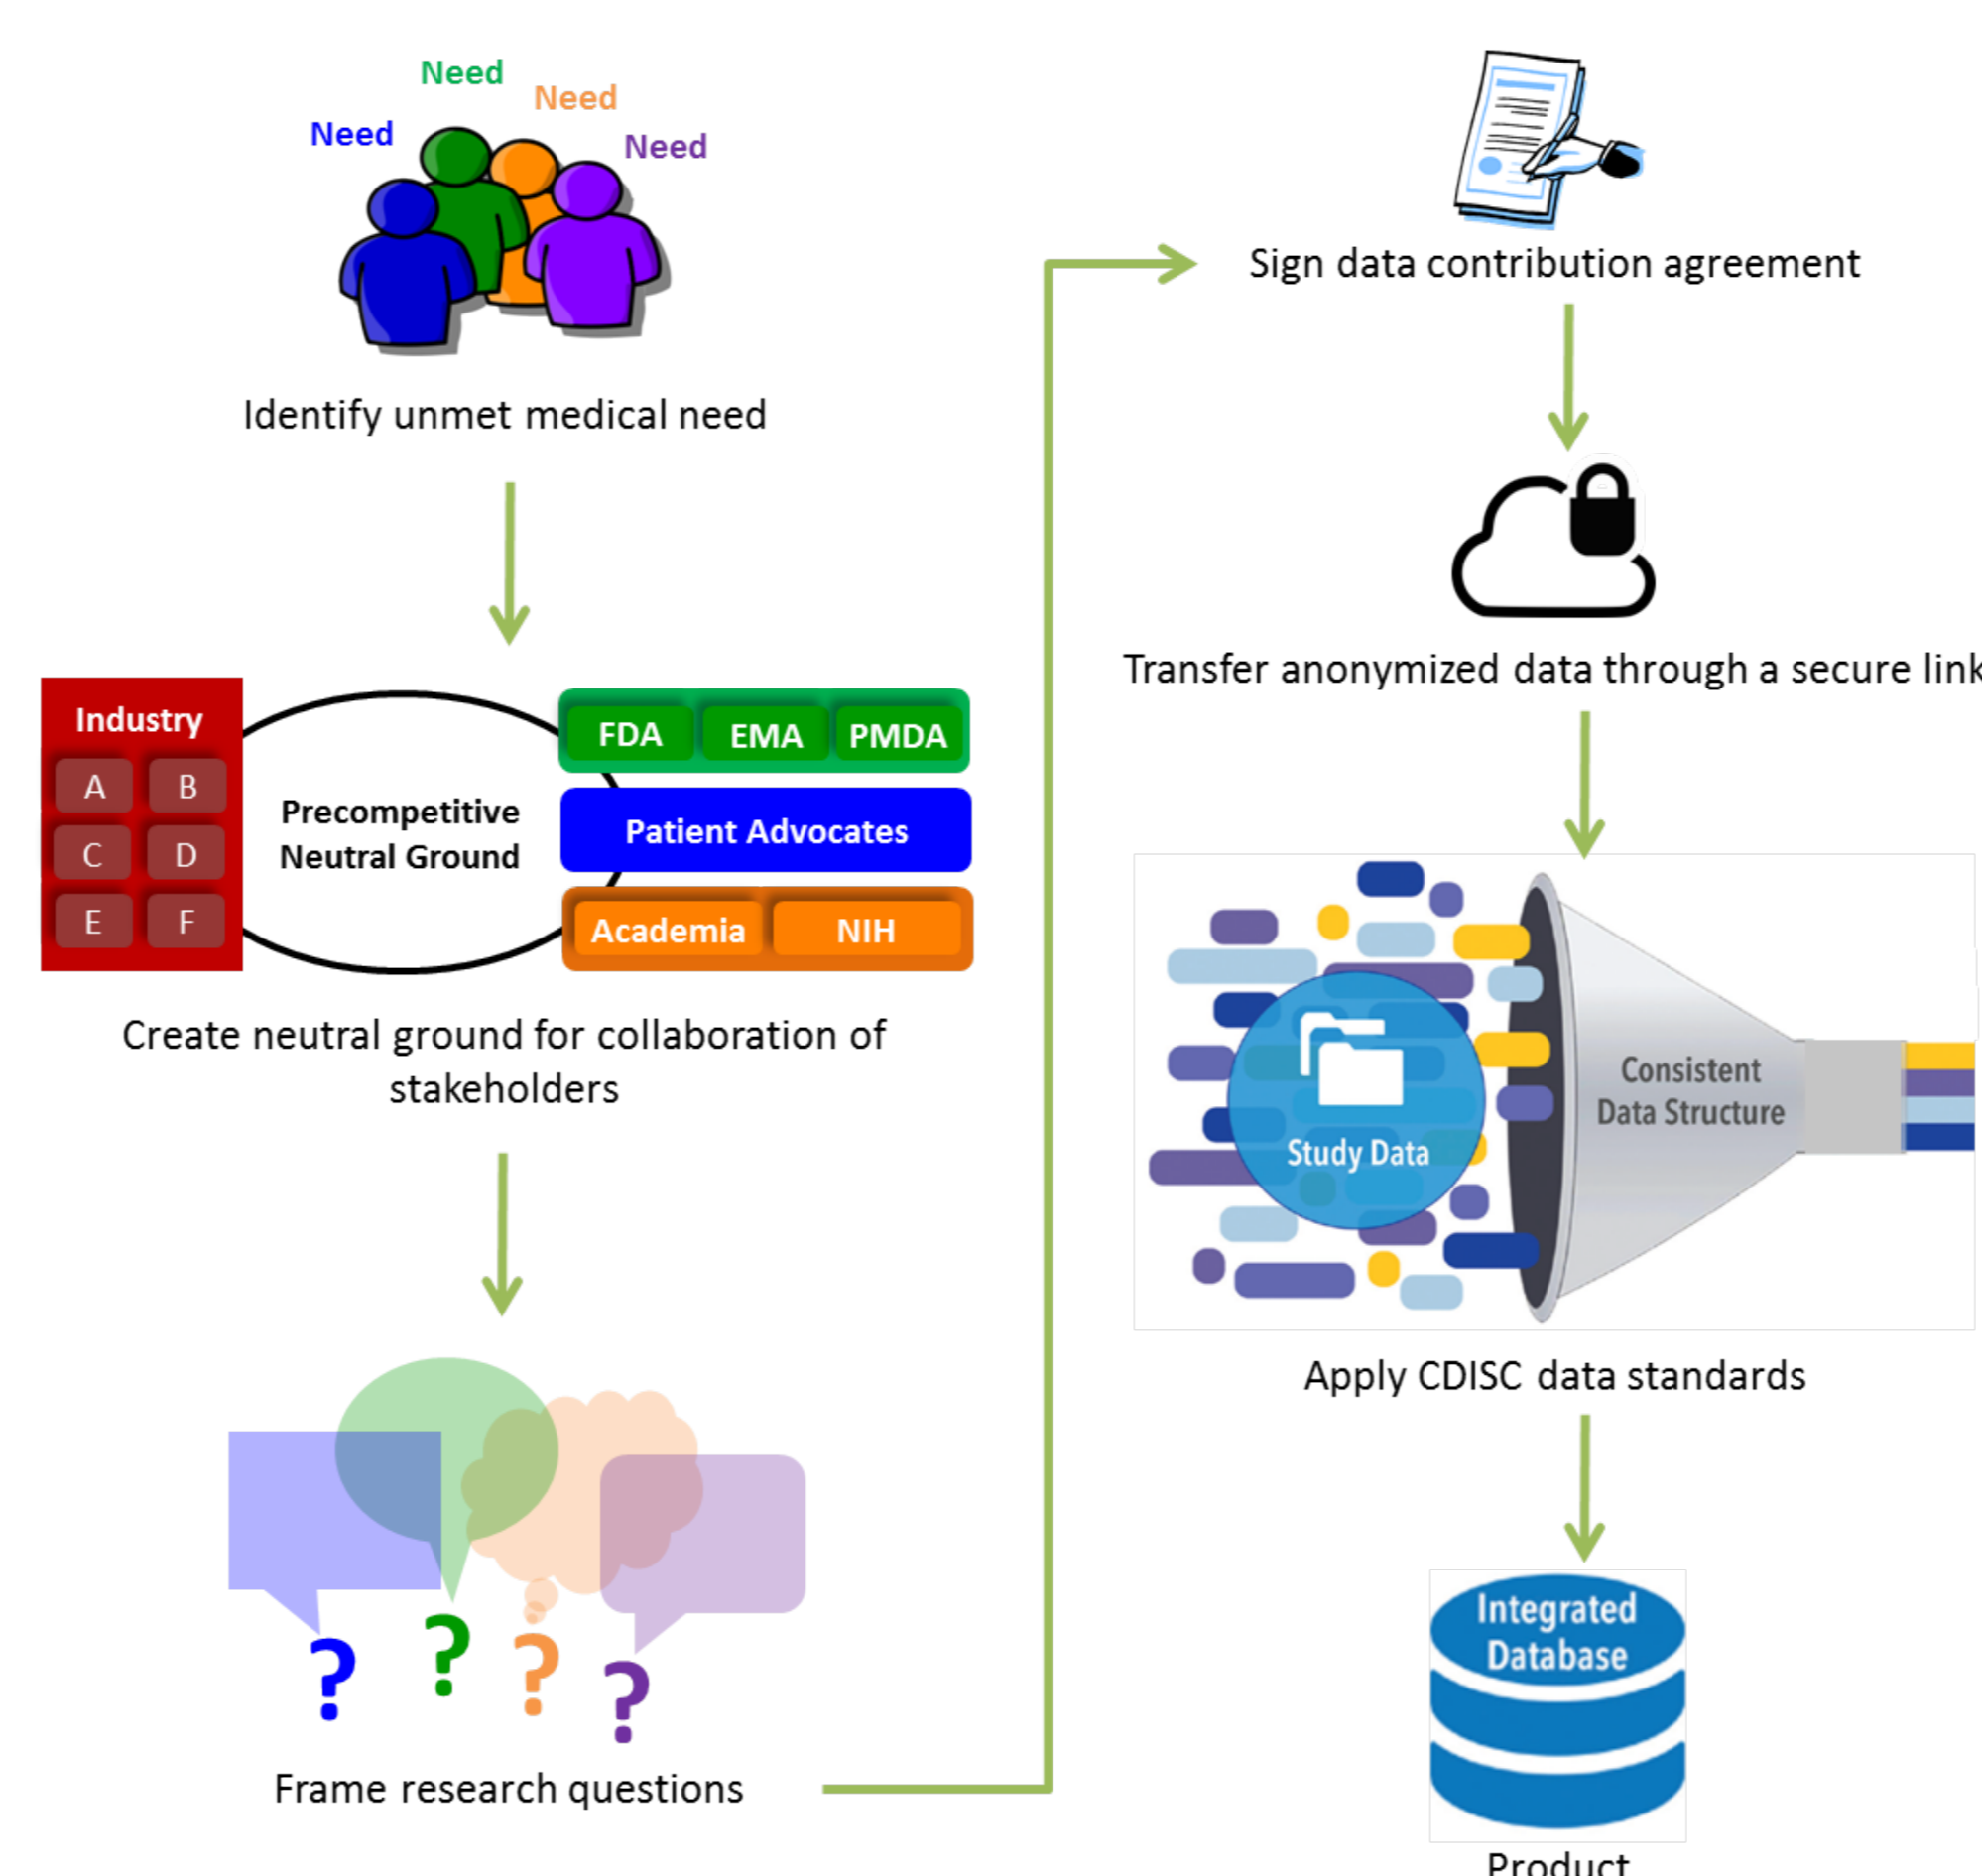 Need
Need
Need
Need
Identify unmet medical need
Industry
A B
C D
E F
Precompetitive
Neutral Ground
FDA EMA PMDA
Patient Advocates
Academia NIH
Create neutral ground for collaboration of
stakeholders
? ? ? ?
Frame research questions
Sign data contribution agreement
Transfer anonymized data through a secure link
Study Data
Consistent
Data Structure
Apply CDISC data standards
Integrated
Database
Product